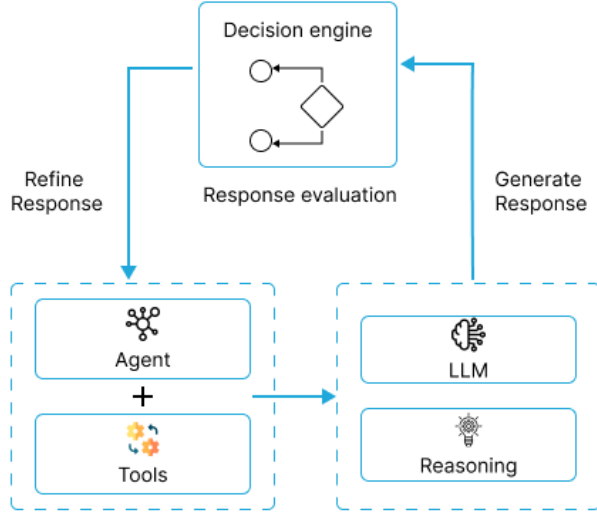 Decision engine
Refine
Response
Response evaluation
Generate
Response
Agent
+
Tools
LLM
Reasoning